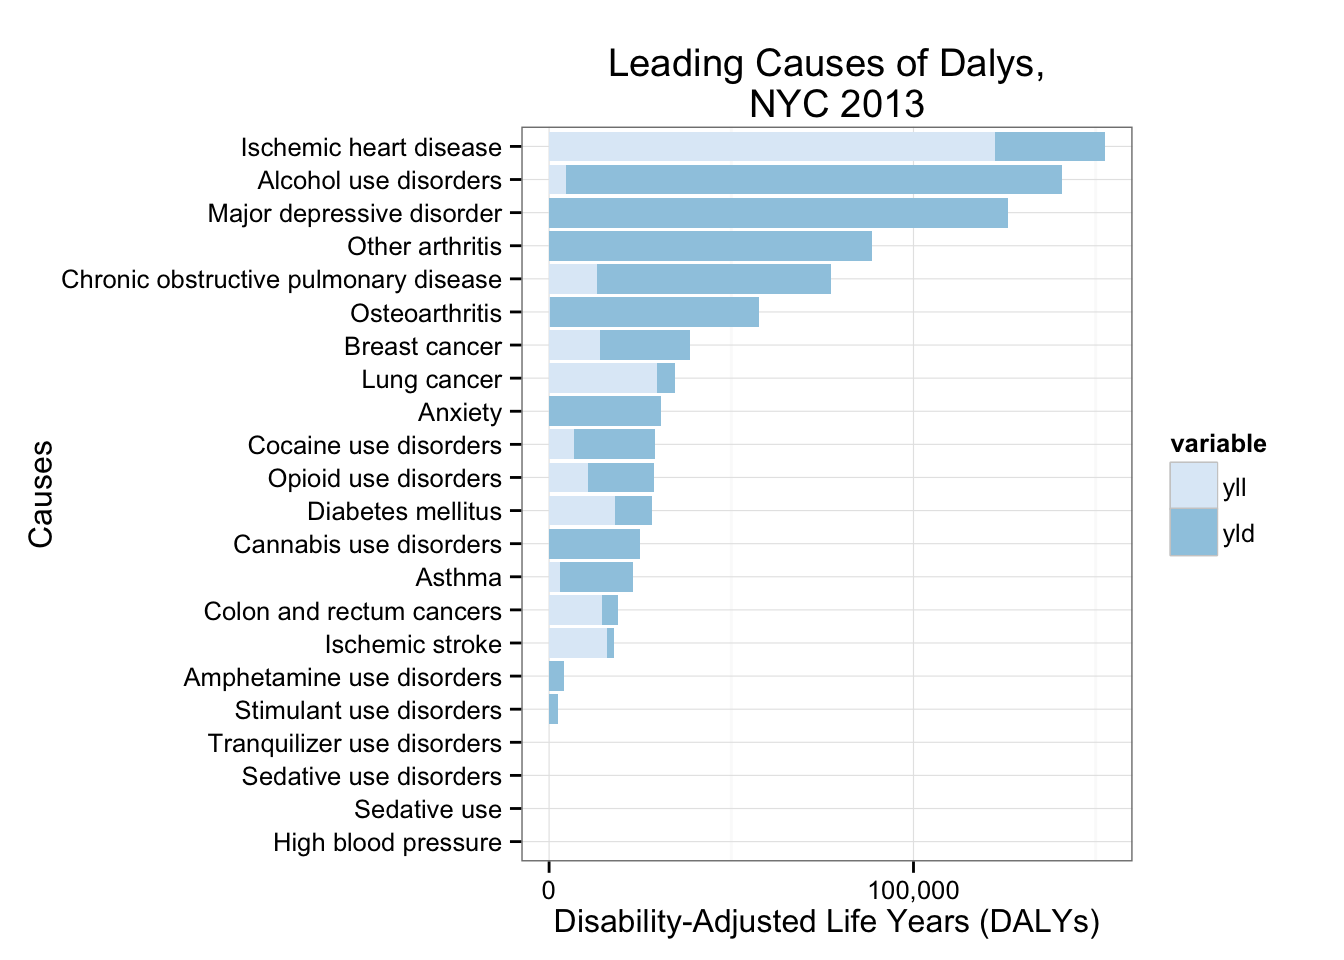 Leading Causes of Dalys,
NYC 2013
Ischemic heart disease
Alcohol use disorders
Major depressive disorder
Other arthritis
Chronic obstructive pulmonary disease
Osteoarthritis
Breast cancer
Lung cancer
Anxiety
Cocaine use disorders
Opioid use disorders
Diabetes mellitus
Cannabis use disorders
Asthma
Colon and rectum cancers
Ischemic stroke
Amphetamine use disorders
Stimulant use disorders
Tranquilizer use disorders
Sedative use disorders
Sedative use
High blood pressure
Causes
0 100,000
Disability-Adjusted Life Years (DALYs)
variable
yll
yld